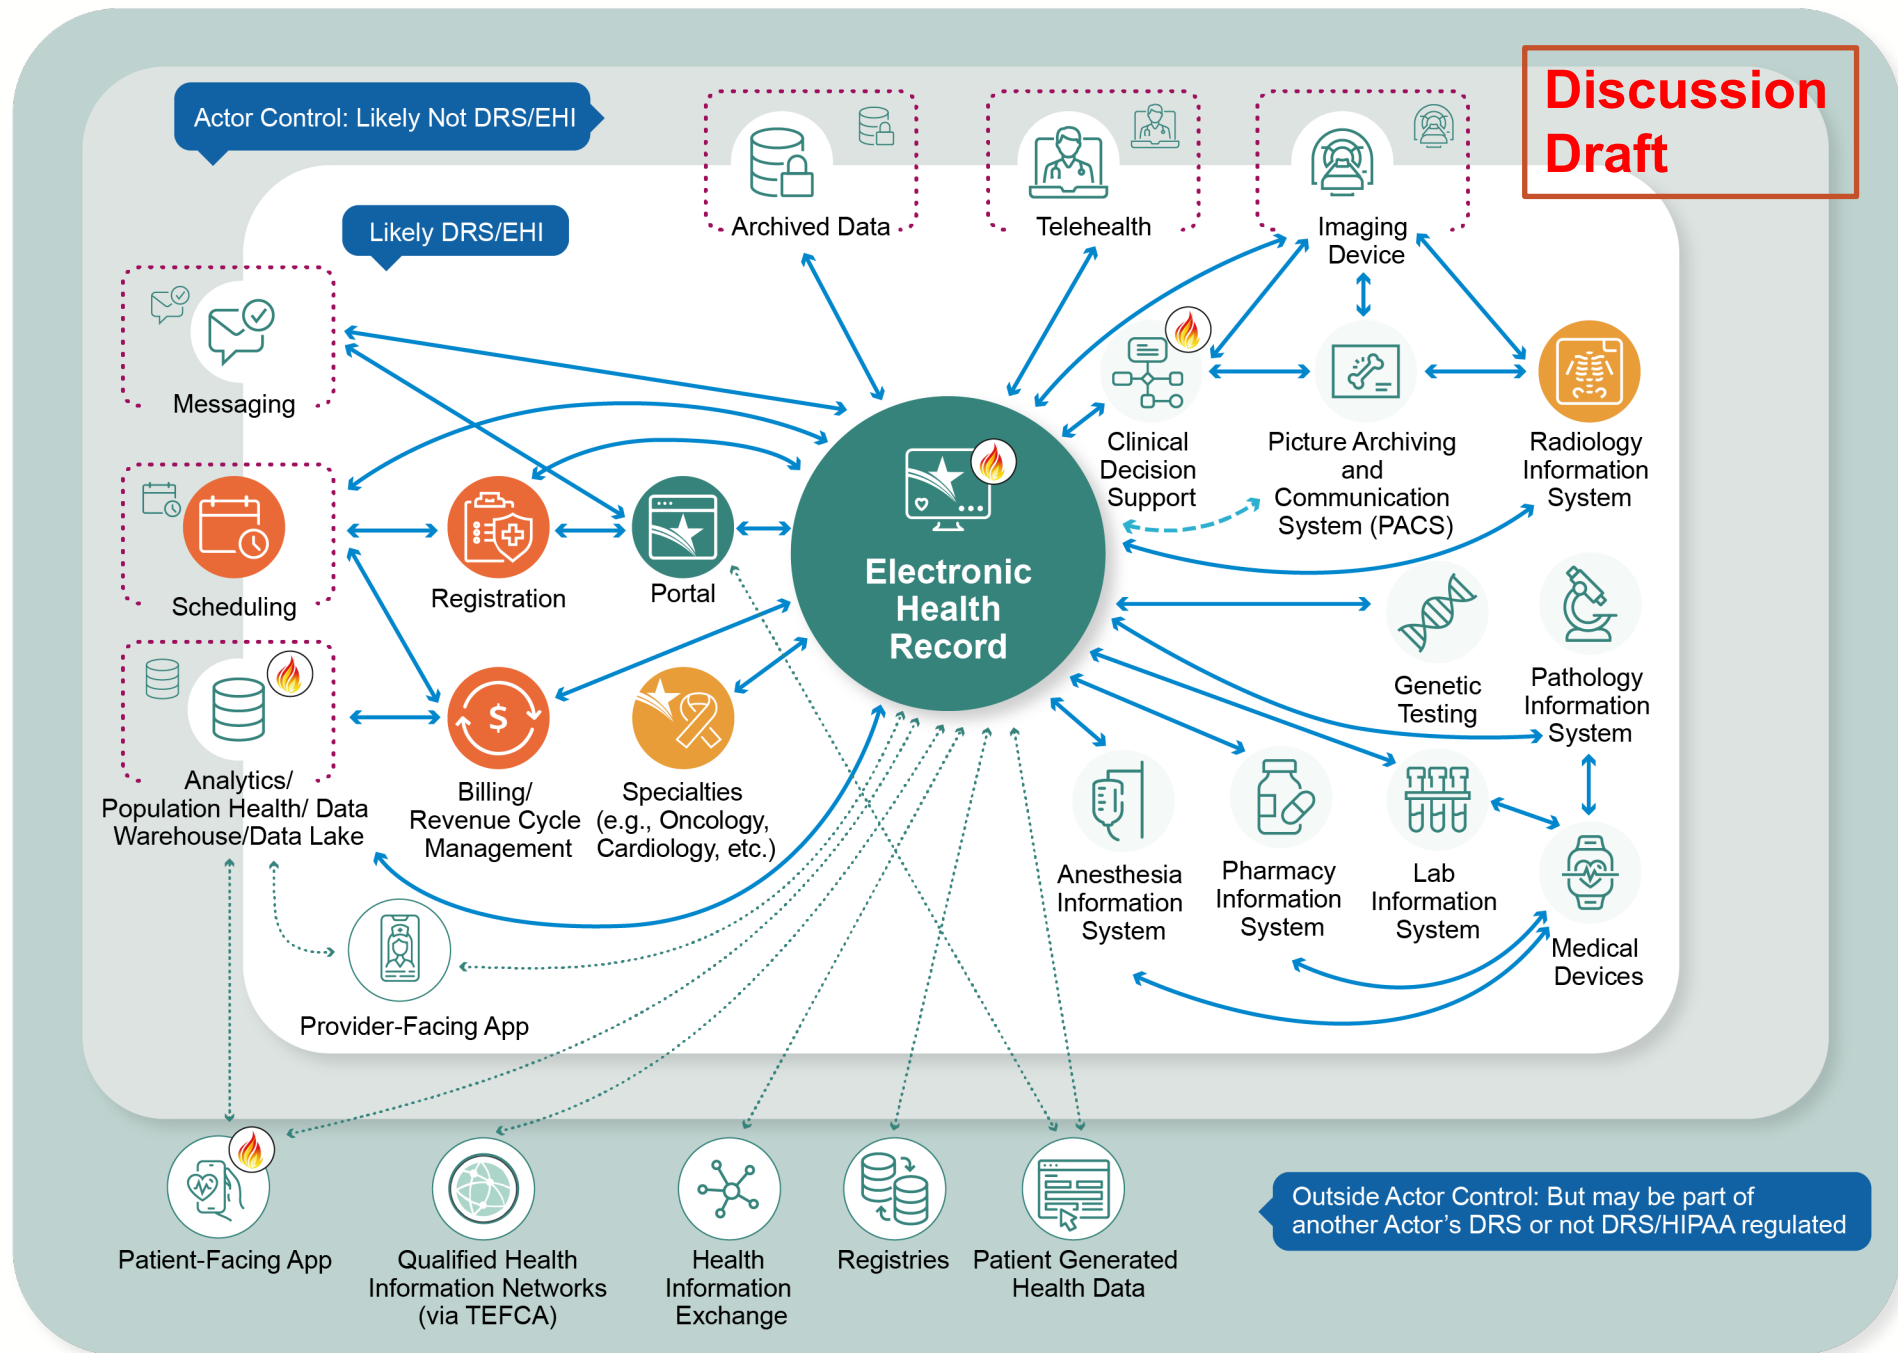 Discussion
Draft
Actor Control: Likely Not DRS/EHI
Likely DRS/EHI
Archived Data
Telehealth
Imaging
Device
Messaging
Clinical
Decision
Support
Picture Archiving
and
Communication
System (PACS)
Radiology
Information
System
Scheduling
Registration
Portal
Electronic
Health
Record
Genetic
Testing
Pathology
Information
System
Analytics/
Population Health/ Data
Warehouse/Data Lake
$
Billing/
Revenue Cycle
Management
Specialties
(e.g., Oncology,
Cardiology, etc.)
Anesthesia
Information
System
Pharmacy
Information
System
Lab
Information
System
Medical
Devices
Provider-Facing App
Patient-Facing App
Qualified Health
Information Networks
(via TEFCA)
Health
Information
Exchange
Registries
Patient Generated
Health Data
Outside Actor Control: But may be part of
another Actor's DRS or not DRS/HIPAA regulated